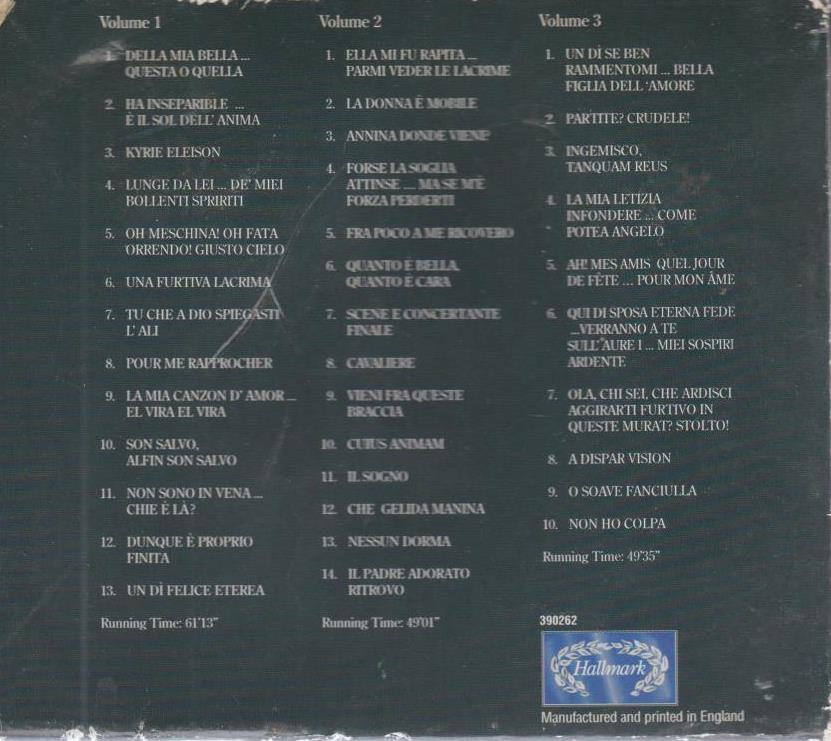 Volume 1
1. DELLA MIA BELLA ...
QUESTA O QUELLA
2. HA INSEPARIBLE ...
È IL SOL DELL' ANIMA
3. KYRIE ELEISON
4. LUNGE DA LEI ... DE' MIEI
BOLLENTI SPRIRITI
5. OH MESCHINA! OH FATA
ORRENDO! GIUSTO CIELO
6. UNA FURTIVA LACRIMA
7. TU CHE A DIO SPIEGASTI
L' ALI
8. POUR ME RAPPROCHER
9. LA MIA CANZON D' AMOR ...
EL VIRA EL VIRA
10. SON SALVO,
ALFIN SON SALVO
11. NON SONO IN VENA ...
CHIE È LÀ?
12. DUNQUE È PROPRIO
FINITA
13. UN DÌ FELICE ETEREA
Running Time: 61'13"
Volume 2
1. ELLA MI FU RAPITA ...
PARMI VEDER LE LACRIME
2. LA DONNA È MOBILE
3. ANNINA DONDE VIENI?
4. FORSE LA SOGLIA
ATTINSE .... MA SE M'E
FORZA PERDERTI
5. FRA POCO A ME RICOVERO
6. QUANTO È BELLA,
QUANTO È CARA
7. SCENE E CONCERTANTE
FINALE
8. CAVALIERE
9. VIENI FRA QUESTE
BRACCIA
10. CUIUS ANIMAM
11. IL SOGNO
12. CHE GELIDA MANINA
13. NESSUN DORMA
14. IL PADRE ADORATO
RITROVO
Running Time: 49'01"
Volume 3
1. UN DÌ SE BEN
RAMMENTOMI ... BELLA
FIGLIA DELL 'AMORE
2. PARTITE? CRUDELE!
3. INGEMISCO,
TANQUAM REUS
4. LA MIA LETIZIA
INFONDERE ... COME
POTEA ANGELO
5. AH! MES AMIS QUEL JOUR
DE FÊTE ... POUR MON ÂME
6. QUI DI SPOSA ETERNA FEDE
...VERRANNO A TE
SULL' AURE I ... MIEI SOSPIRI
ARDENTE
7. OLA, CHI SEI, CHE ARDISCI
AGGIRARTI FURTIVO IN
QUESTE MURAT? STOLTO!
8. A DISPAR VISION
9. O SOAVE FANCIULLA
10. NON HO COLPA
Running Time: 49'35"
390262
Hallmark
Manufactured and printed in England